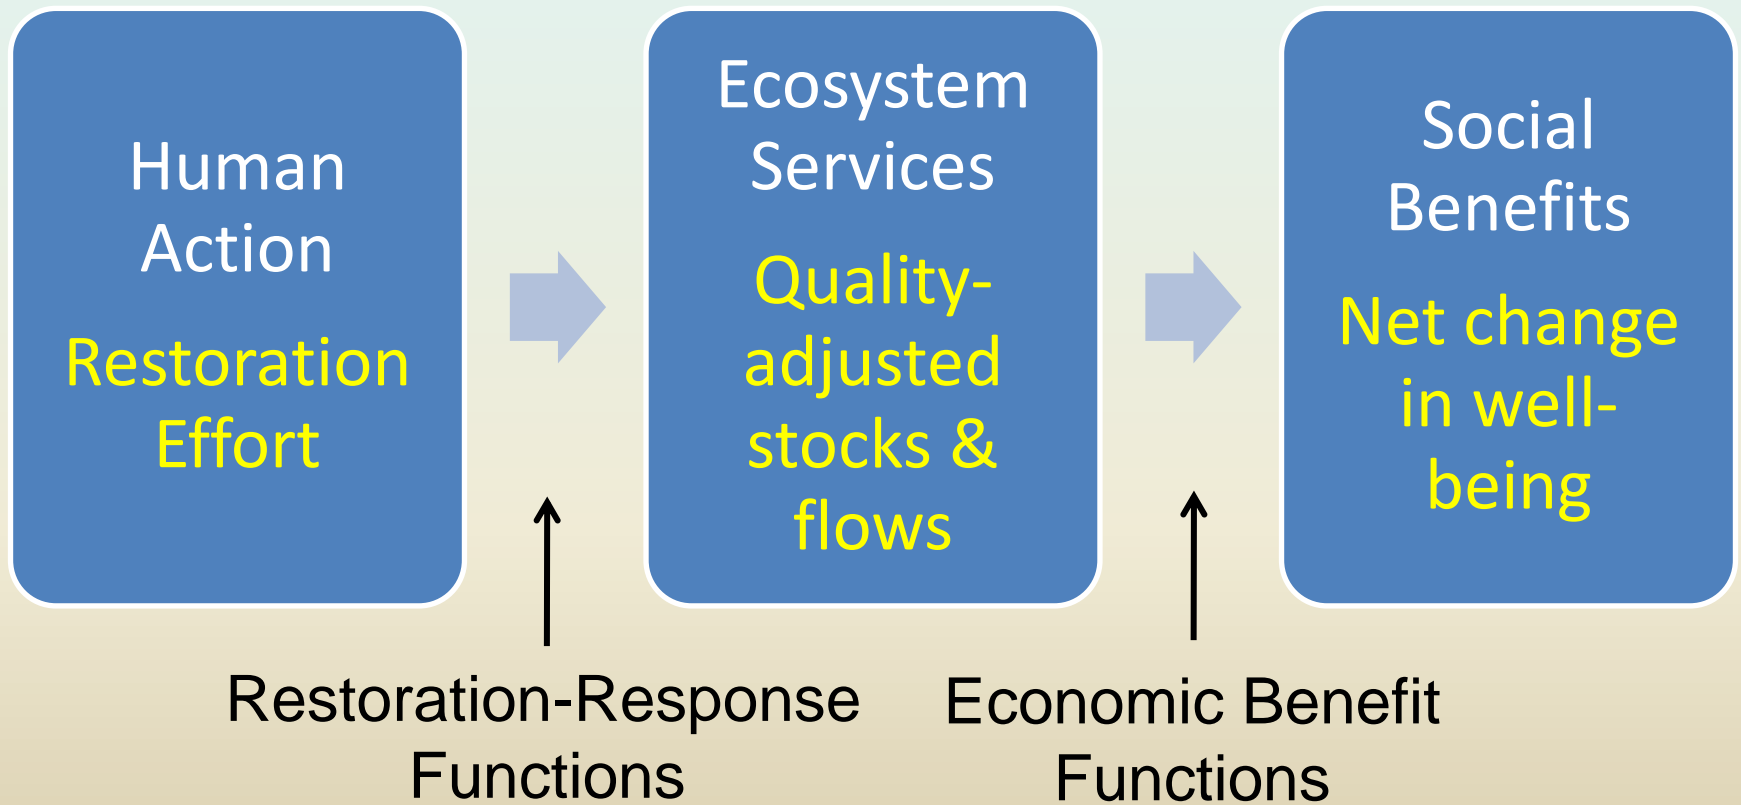 Human
Action
Restoration
Effort
Ecosystem
Services
Quality-
adjusted
stocks &
flows
Social
Benefits
Net change
in well-
being
Restoration-Response
Functions
Economic Benefit
Functions